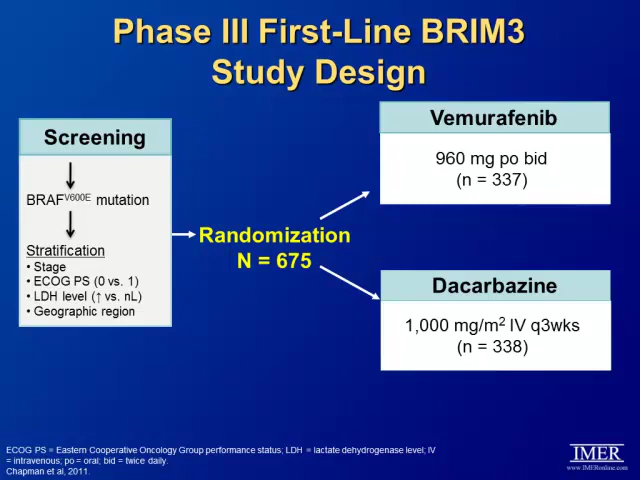 Phase III First-Line BRIM3
Study Design
Screening
BRAFV600E mutation
Stratification
• Stage
• ECOG PS (0 vs. 1)
• LDH level (↑ vs. nL)
• Geographic region
Randomization
N = 675
Vemurafenib
960 mg po bid
(n = 337)
Dacarbazine
1,000 mg/m2 IV q3wks
(n = 338)
ECOG PS = Eastern Cooperative Oncology Group performance status; LDH = lactate dehydrogenase level; IV
= intravenous; po = oral; bid = twice daily.
Chapman et al, 2011.
IMER
www.IMERonline.com